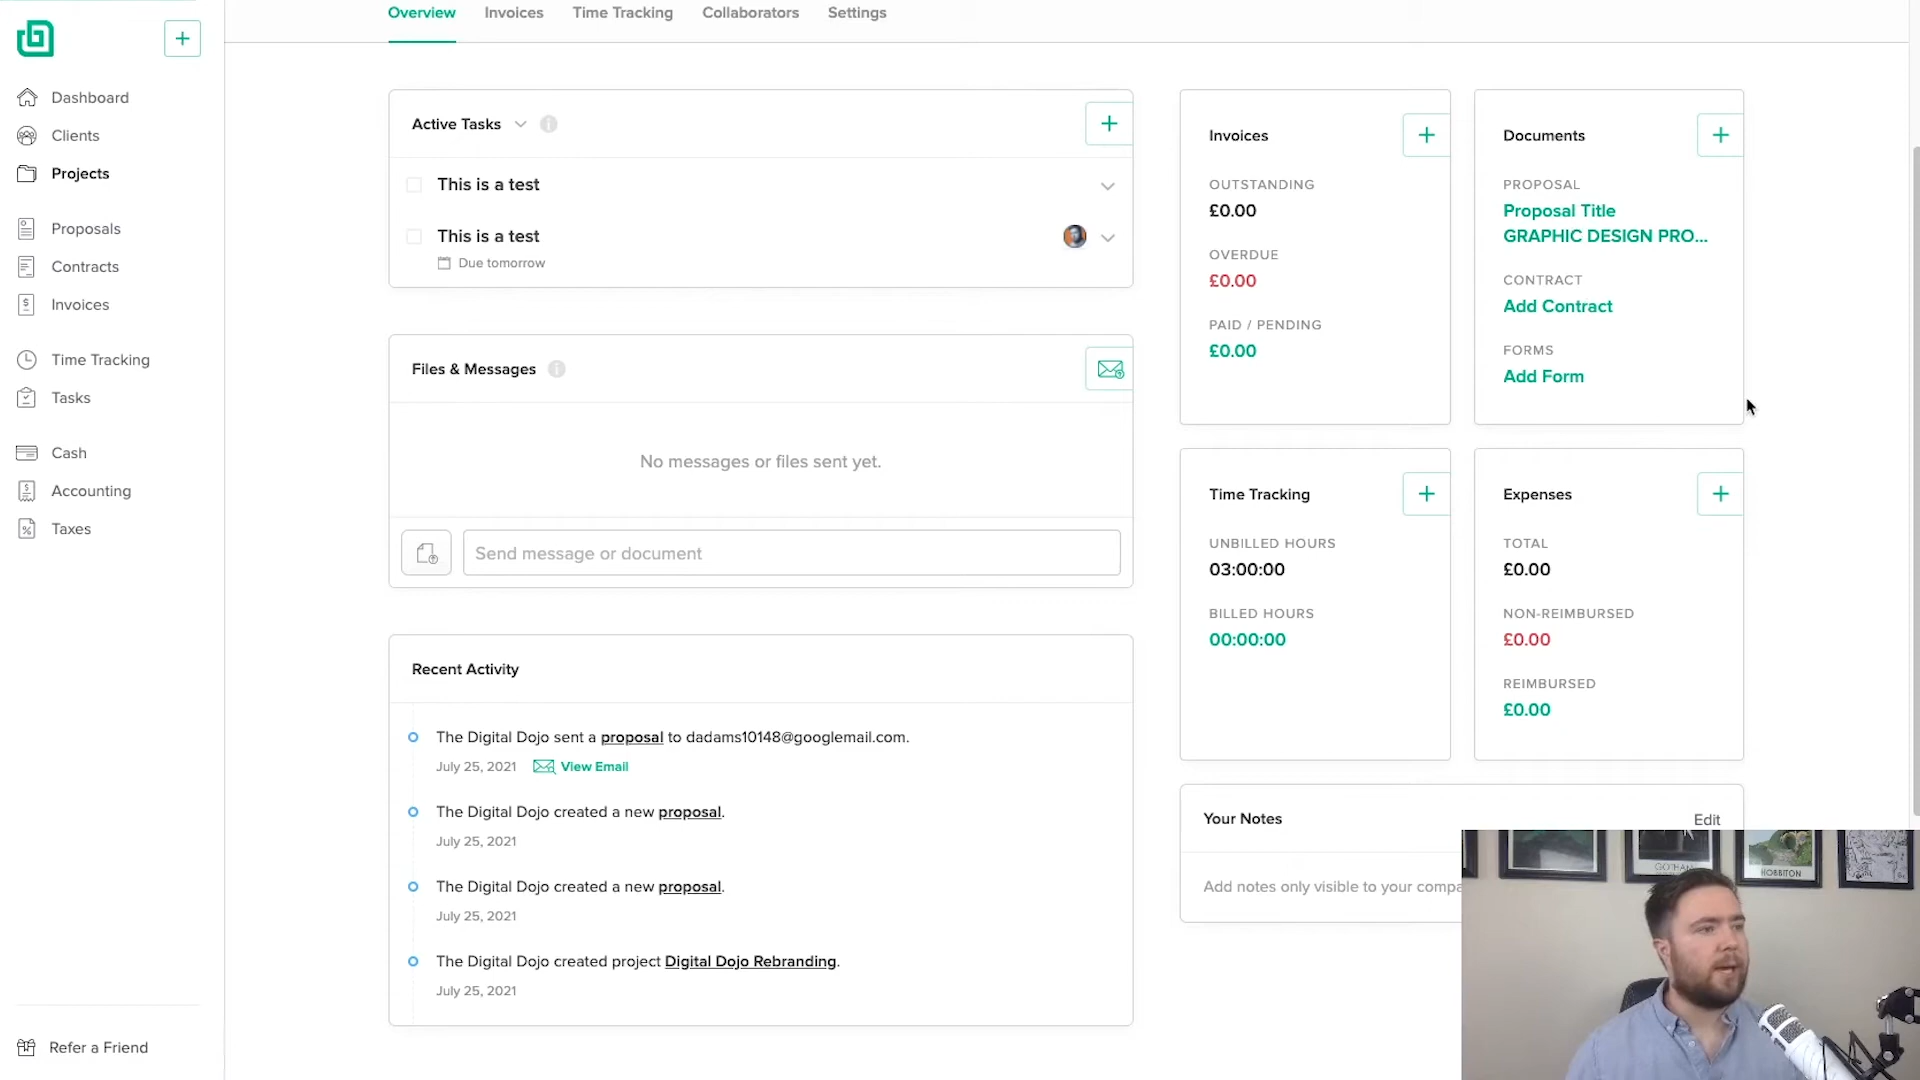 Overview
Invoices
Time Tracking
Collaborators
Settings
Dashboard
Clients
Projects
Proposals
Contracts
Invoices
Time Tracking
Tasks
Cash
Accounting
Taxes
Refer a Friend
Active Tasks
This is a test
This is a test
Due tomorrow
Files & Messages
No messages or files sent yet.
Send message or document
Recent Activity
The Digital Dojo sent a proposal to dadams10148@googlemail.com.
July 25, 2021 View Email
The Digital Dojo created a new proposal.
July 25, 2021
The Digital Dojo created a new proposal.
July 25, 2021
The Digital Dojo created project Digital Dojo Rebranding.
July 25, 2021
Invoices
OUTSTANDING
£0.00
OVERDUE
£0.00
PAID / PENDING
£0.00
Documents
PROPOSAL
Proposal Title
GRAPHIC DESIGN PRO...
CONTRACT
Add Contract
FORMS
Add Form
Time Tracking
UNBILLED HOURS
03:00:00
BILLED HOURS
00:00:00
Expenses
TOTAL
£0.00
NON-REIMBURSED
£0.00
REIMBURSED
£0.00
Your Notes
Edit
Add notes only visible to your compa
GOTHAM
HOBBITON